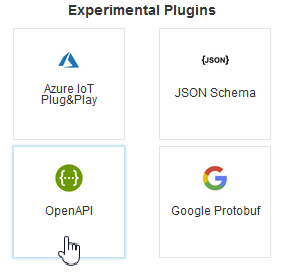 Experimental Plugins
Azure IoT
Plug&Play
{JSON}
JSON Schema
OpenAPI
Google Protobuf